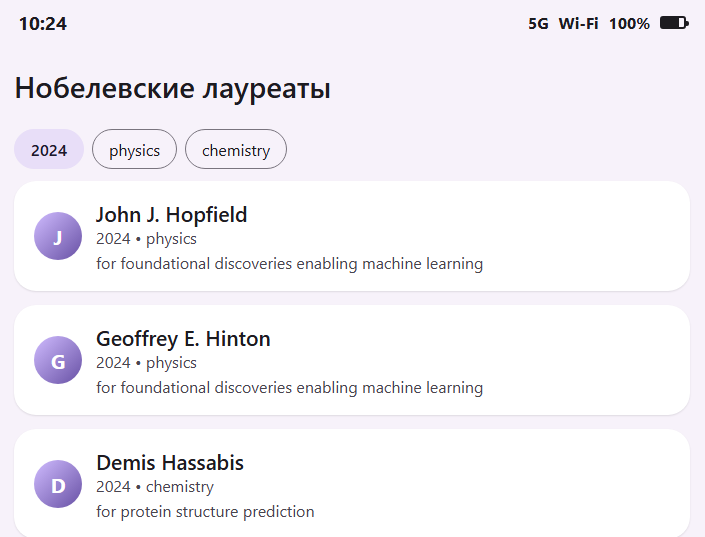 10:24 5G Wi-Fi 100%
Нобелевские лауреаты
2024 physics chemistry
J
John J. Hopfield
2024 • physics
for foundational discoveries enabling machine learning
G
Geoffrey E. Hinton
2024 • physics
for foundational discoveries enabling machine learning
D
Demis Hassabis
2024 • chemistry
for protein structure prediction